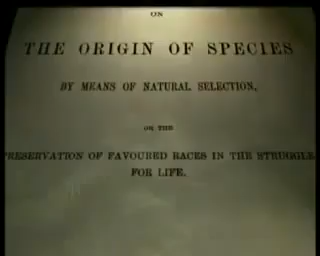 ON
THE ORIGIN OF SPECIES
BY MEANS OF NATURAL SELECTION,
OR THE
PRESERVATION OF FAVOURED RACES IN THE STRUGGLE
FOR LIFE.